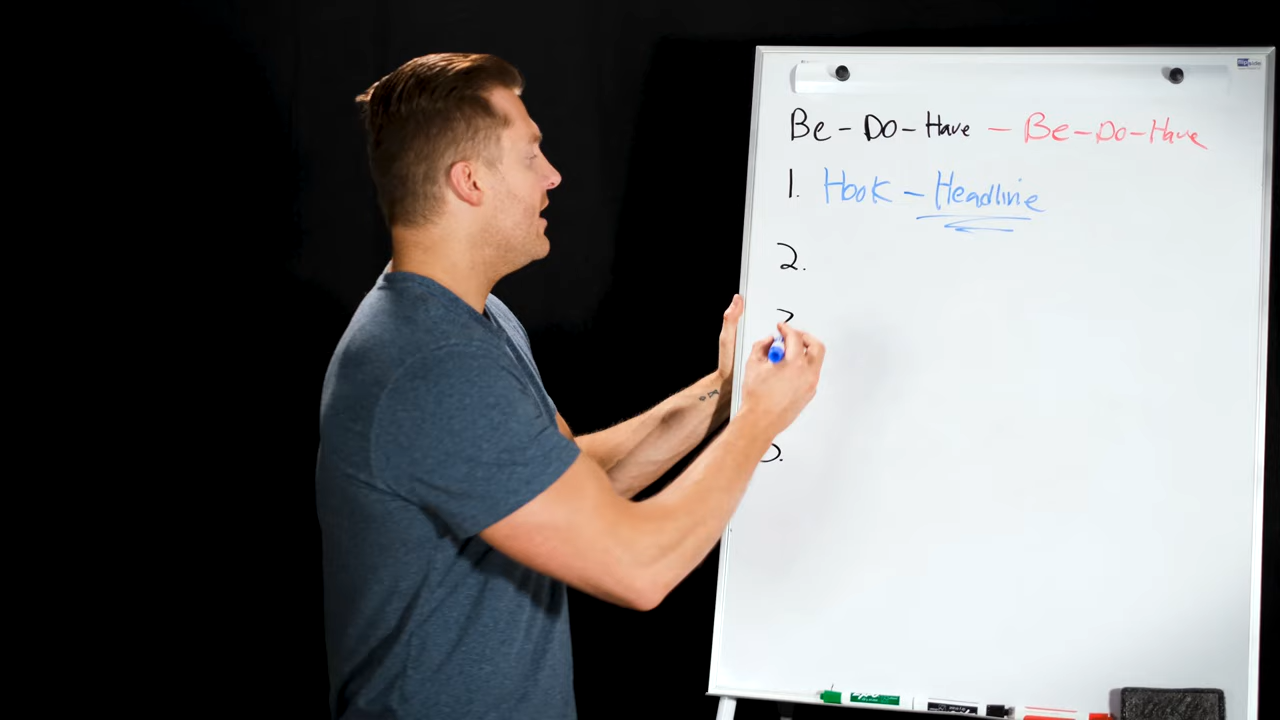 Be - Do - Have - Be - Do - Have
1. Hook - Headline
2.